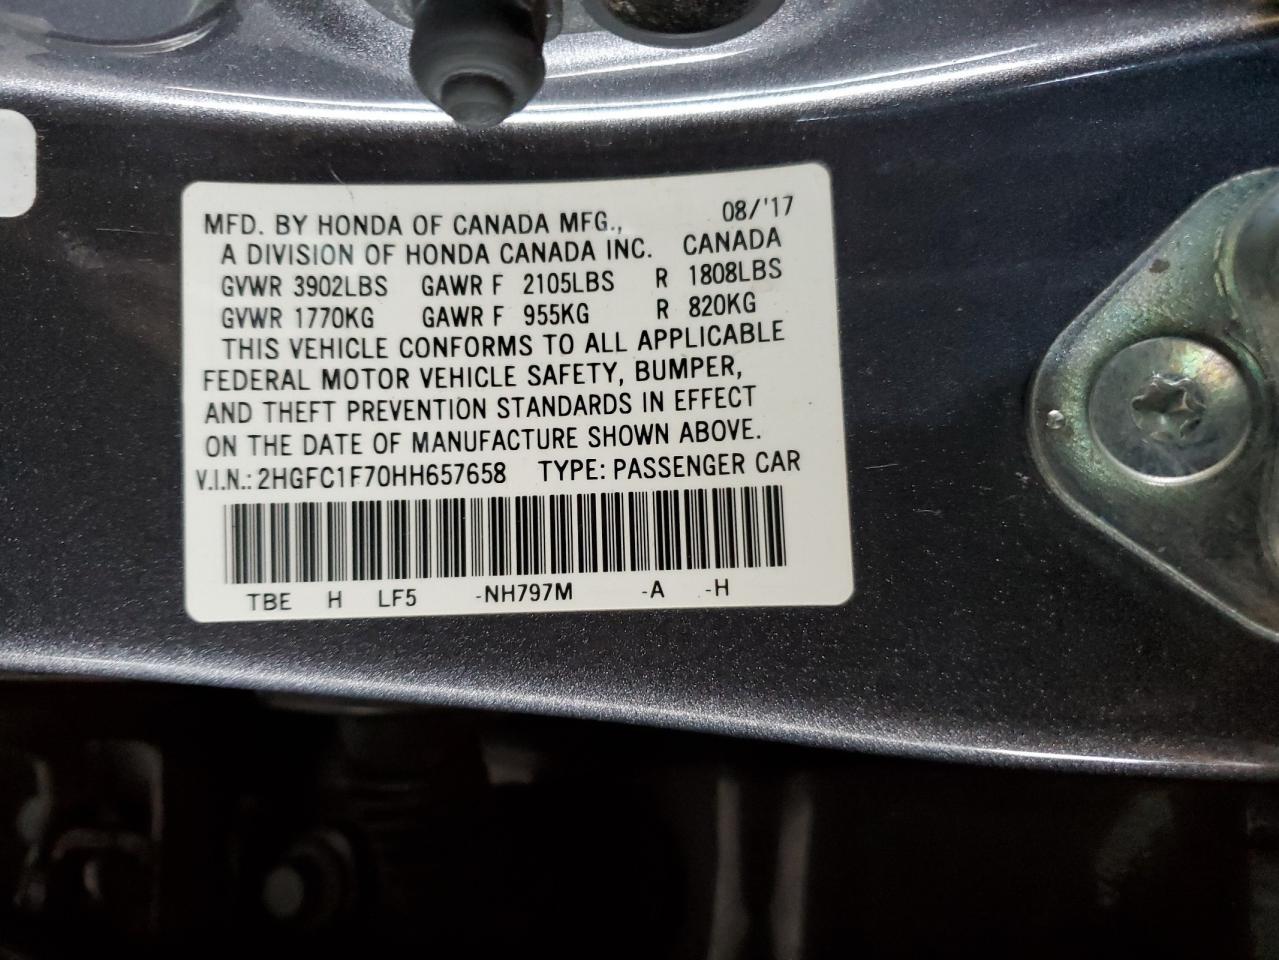 MFD. BY HONDA OF CANADA MFG., 08/'17
A DIVISION OF HONDA CANADA INC. CANADA
GVWR 3902LBS GAWR F 2105LBS R 1808LBS
GVWR 1770KG GAWR F 955KG R 820KG
THIS VEHICLE CONFORMS TO ALL APPLICABLE
FEDERAL MOTOR VEHICLE SAFETY, BUMPER,
AND THEFT PREVENTION STANDARDS IN EFFECT
ON THE DATE OF MANUFACTURE SHOWN ABOVE.
V.I.N.: 2HGFC1F70HH657658 TYPE: PASSENGER CAR
TBE H LF5 -NH797M -A -H